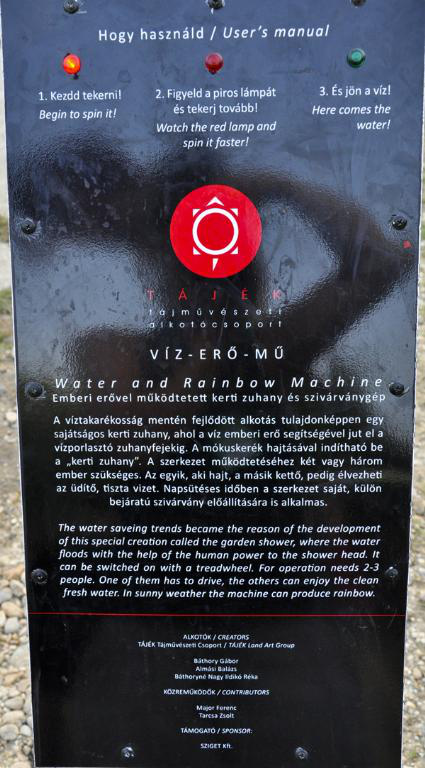 Hogy használd / User's manual
1. Kezdd tekerni!
Begin to spin it!
2. Figyeld a piros lámpát
és tekerj tovább!
Watch the red lamp and
spin it faster!
3. És jön a víz!
Here comes the
water!
TÁJÉK
tájművészeti
alkotócsoport
VÍZ-ERŐ-MŰ
Water and Rainbow Machine
Emberi erővel működtetett kerti zuhany és szivárványgép
A víztakarékosság mentén fejlődött alkotás tulajdonképpen egy
sajátságos kerti zuhany, ahol a víz emberi erő segítségével jut el a
vízporlasztó zuhanyfejekig. A mókuskerék hajtásával indítható be
a „kerti zuhany”. A szerkezet működtetéséhez két vagy három
ember szükséges. Az egyik, aki hajt, a másik kettő, pedig élvezheti
az üdítő, tiszta vizet. Napsütéses időben a szerkezet saját, külön
bejáratú szivárvány előállítására is alkalmas.
The water saveing trends became the reason of the development
of this special creation called the garden shower, where the water
floods with the help of the human power to the shower head. It
can be switched on with a treadwheel. For operation needs 2-3
people. One of them has to drive, the others can enjoy the clean
fresh water. In sunny weather the machine can produce rainbow.
ALKOTÓK / CREATORS
TÁJÉK Tájművészeti Csoport / TÁJÉK Land Art Group
Báthory Gábor
Almási Balázs
Báthoryné Nagy Ildikó Réka
KÖZREMŰKÖDŐK / CONTRIBUTORS
Major Ferenc
Tarcsa Zsolt
TÁMOGATÓ / SPONSOR:
SZIGET Kft.